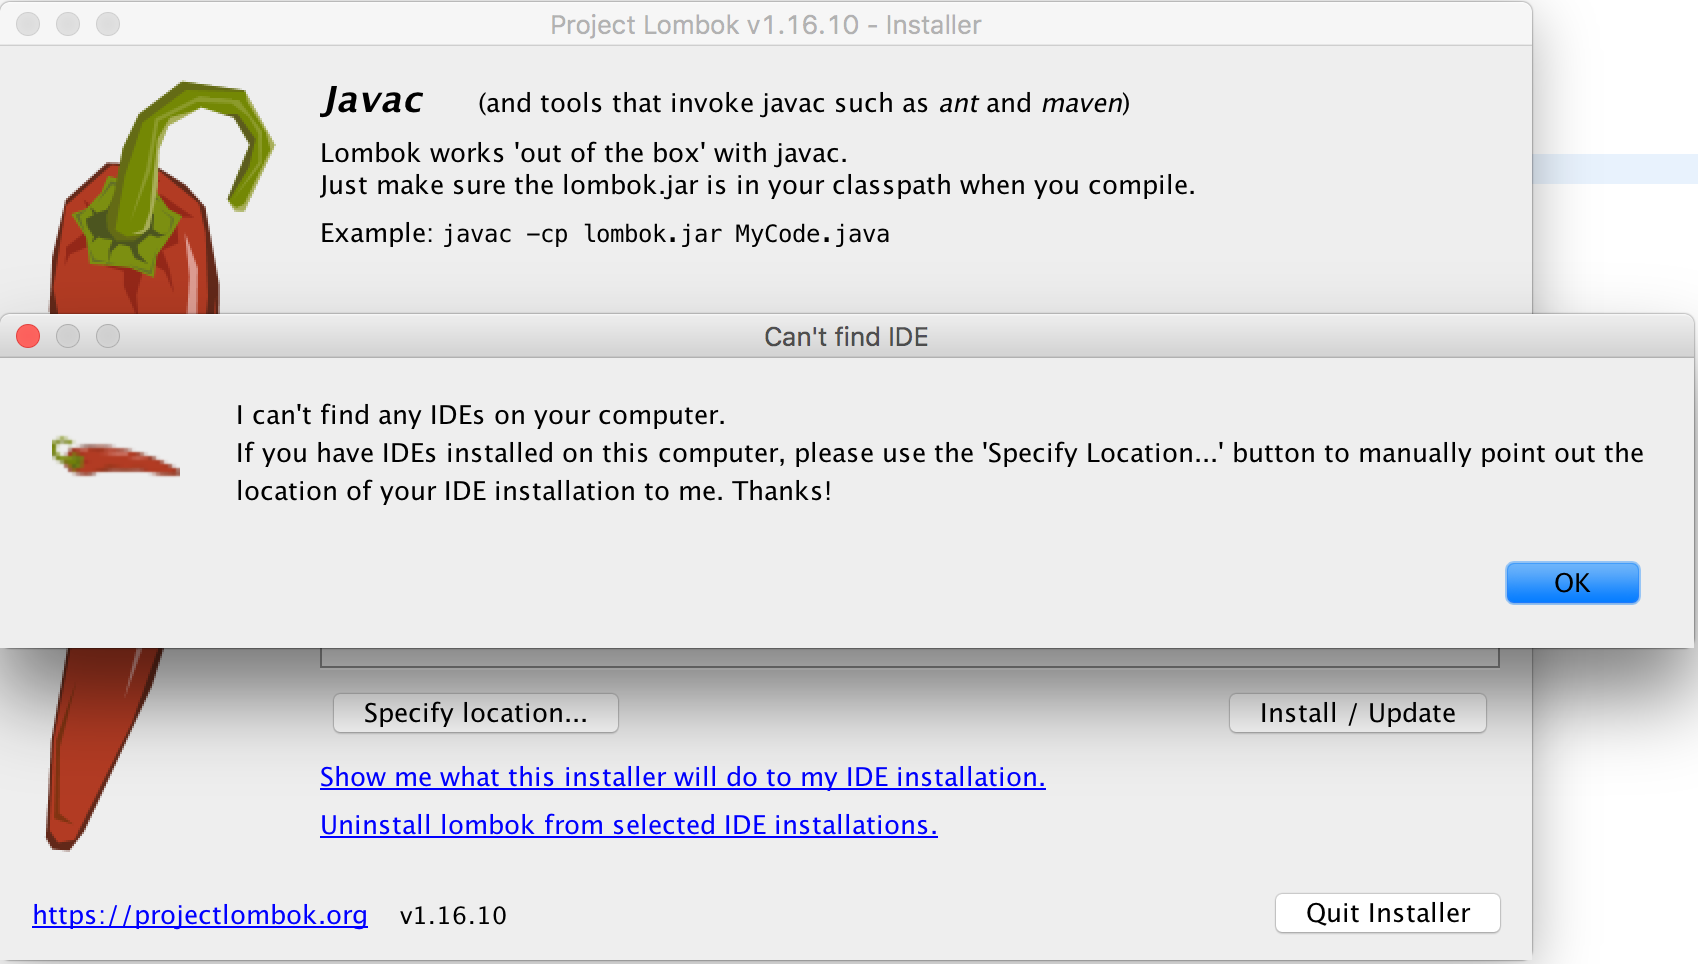 Project Lombok v1.16.10 - Installer
Javac (and tools that invoke javac such as ant and maven)
Lombok works 'out of the box' with javac.
Just make sure the lombok.jar is in your classpath when you compile.
Example: javac -cp lombok.jar MyCode.java
Can't find IDE
I can't find any IDEs on your computer.
If you have IDEs installed on this computer, please use the 'Specify Location...' button to manually point out the
location of your IDE installation to me. Thanks!
OK
Specify location... Install / Update
Show me what this installer will do to my IDE installation.
Uninstall lombok from selected IDE installations.
https://projectlombok.org v1.16.10 Quit Installer